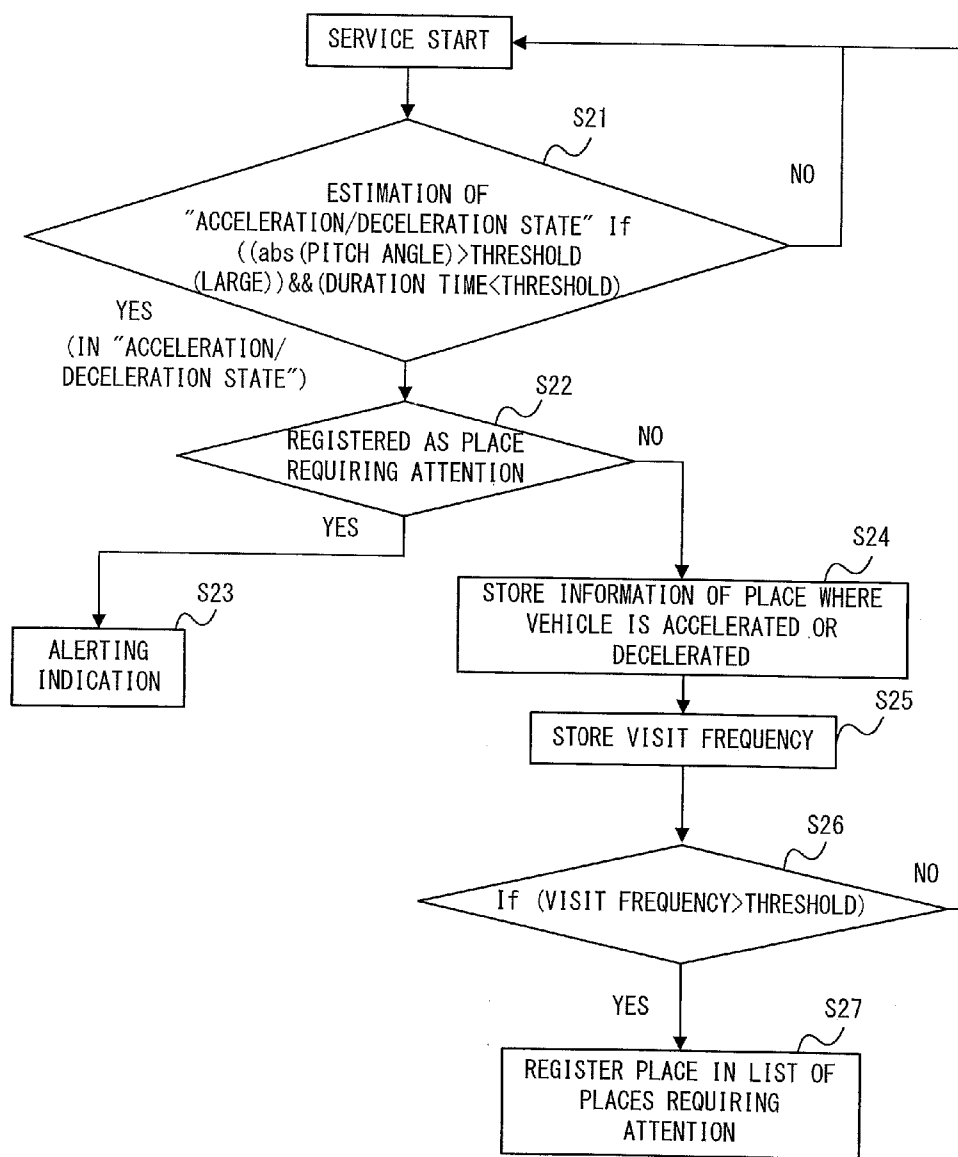 SERVICE START
S21
NO
ESTIMATION OF
"ACCELERATION/DECELERATION STATE" If
((abs(PITCH ANGLE)>THRESHOLD
(LARGE))&&(DURATION TIME<THRESHOLD)
YES
(IN "ACCELERATION/
DECELERATION STATE")
S22
REGISTERED AS PLACE
REQUIRING ATTENTION
NO
YES
S23
ALERTING
INDICATION
S24
STORE INFORMATION OF PLACE WHERE
VEHICLE IS ACCELERATED OR
DECELERATED
S25
STORE VISIT FREQUENCY
S26
NO
If (VISIT FREQUENCY>THRESHOLD)
YES
S27
REGISTER PLACE IN LIST OF
PLACES REQUIRING
ATTENTION